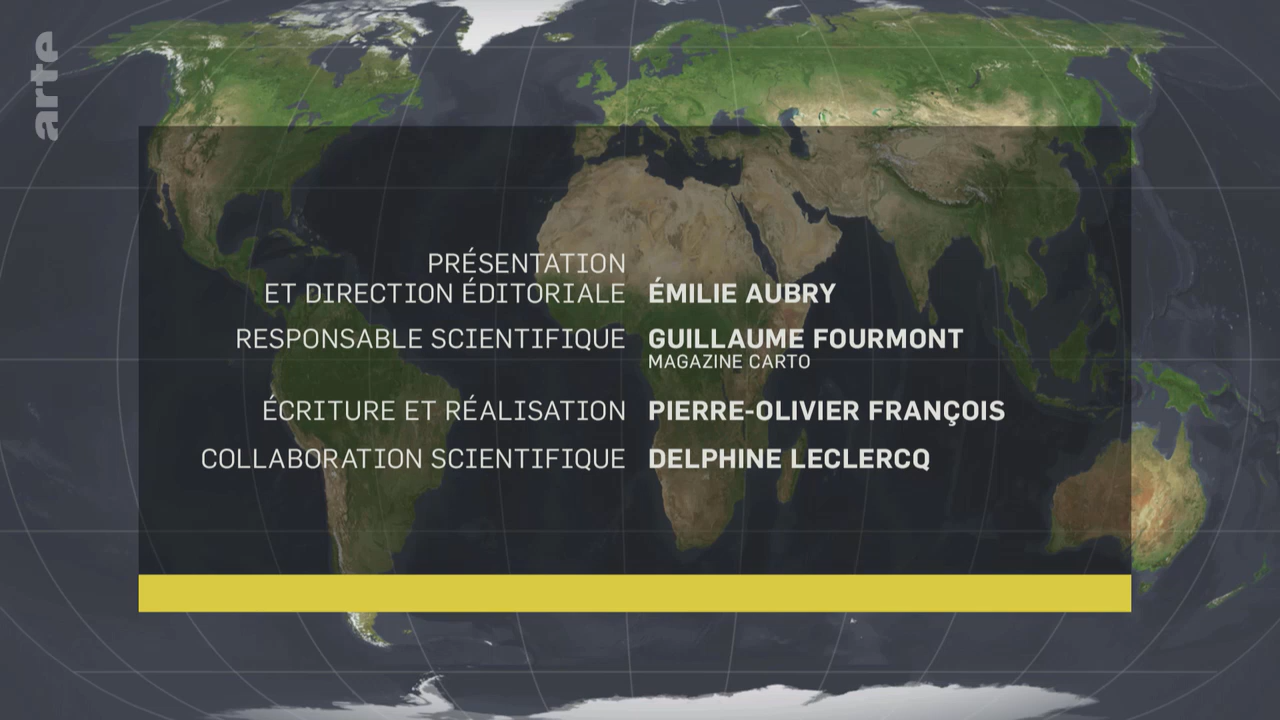 arte
PRÉSENTATION
ET DIRECTION ÉDITORIALE ÉMILIE AUBRY
RESPONSABLE SCIENTIFIQUE GUILLAUME FOURMONT
MAGAZINE CARTO
ÉCRITURE ET RÉALISATION PIERRE-OLIVIER FRANÇOIS
COLLABORATION SCIENTIFIQUE DELPHINE LECLERCQ